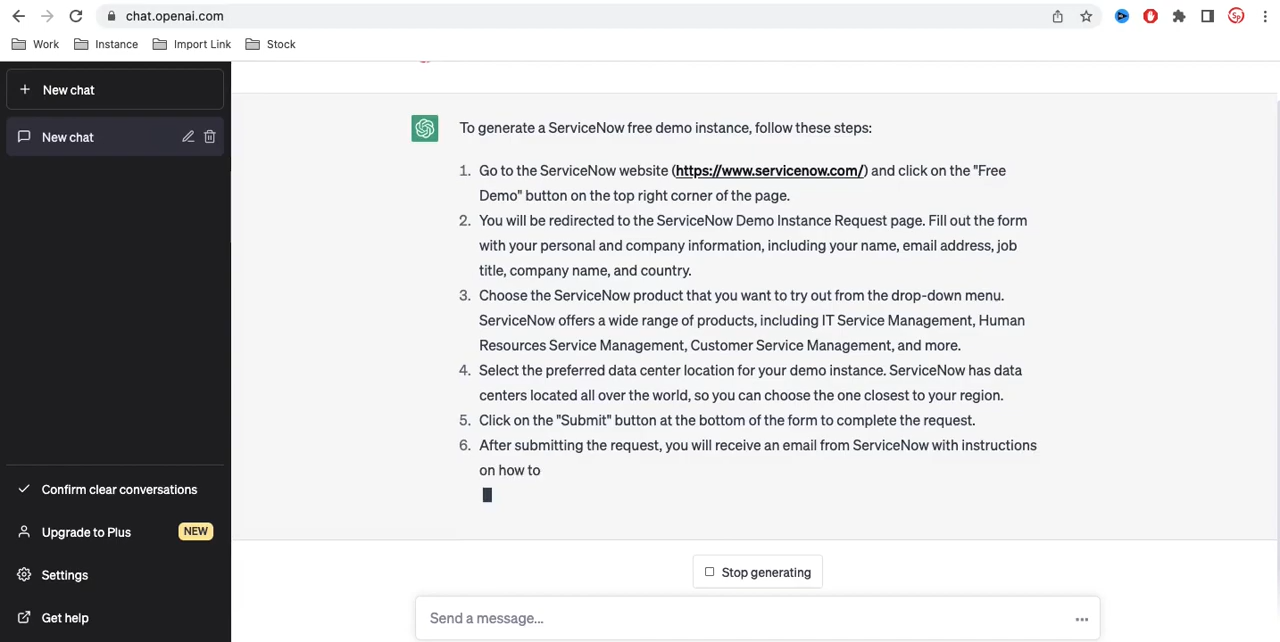 chat.openai.com
Work Instance Import Link Stock
Sp
New chat
New chat
To generate a ServiceNow free demo instance, follow these steps:
1. Go to the ServiceNow website (https://www.servicenow.com/) and click on the "Free
Demo" button on the top right corner of the page.
2. You will be redirected to the ServiceNow Demo Instance Request page. Fill out the form
with your personal and company information, including your name, email address, job
title, company name, and country.
3. Choose the ServiceNow product that you want to try out from the drop-down menu.
ServiceNow offers a wide range of products, including IT Service Management, Human
Resources Service Management, Customer Service Management, and more.
4. Select the preferred data center location for your demo instance. ServiceNow has data
centers located all over the world, so you can choose the one closest to your region.
5. Click on the "Submit" button at the bottom of the form to complete the request.
6. After submitting the request, you will receive an email from ServiceNow with instructions
on how to
Confirm clear conversations
Upgrade to Plus NEW
Settings
Get help
Stop generating
Send a message...